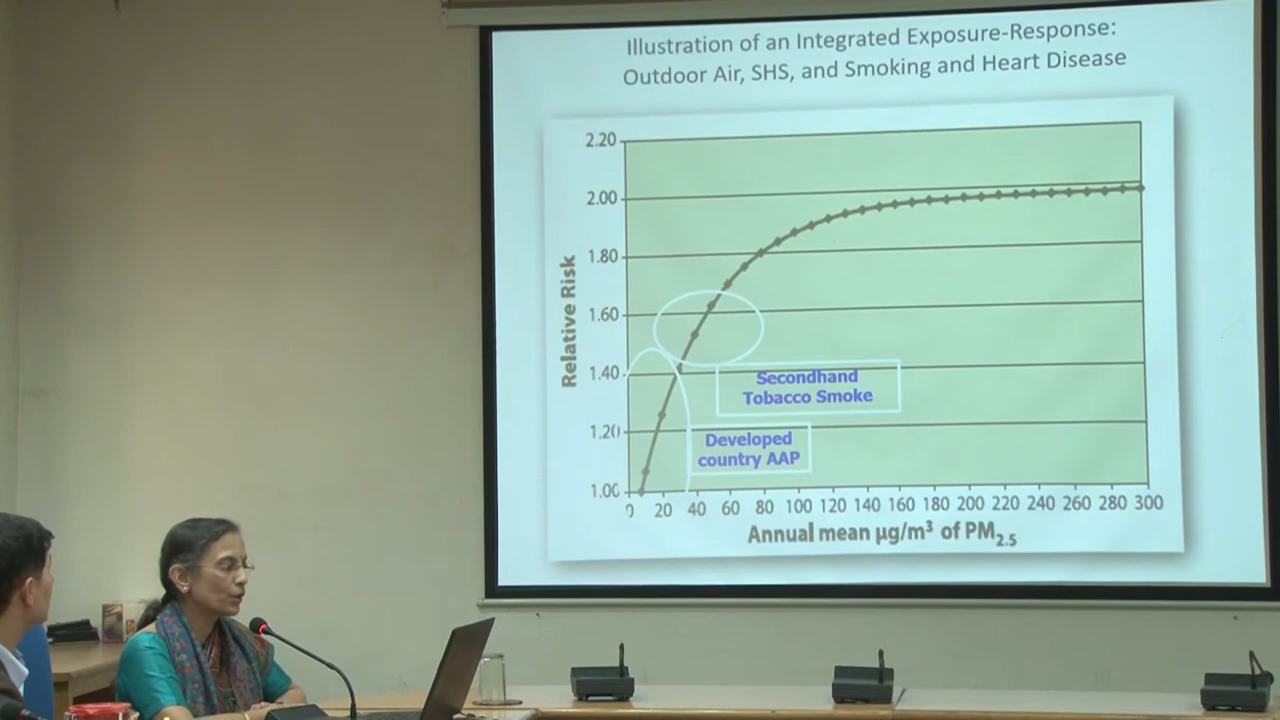 Illustration of an Integrated Exposure-Response:
Outdoor Air, SHS, and Smoking and Heart Disease
2.20
2.00
1.80
1.60
1.40
1.20
1.00
Relative Risk
Secondhand
Tobacco Smoke
Developed
country AAP
0 20 40 60 80 100 120 140 160 180 200 220 240 260 280 300
Annual mean µg/m³ of PM2.5